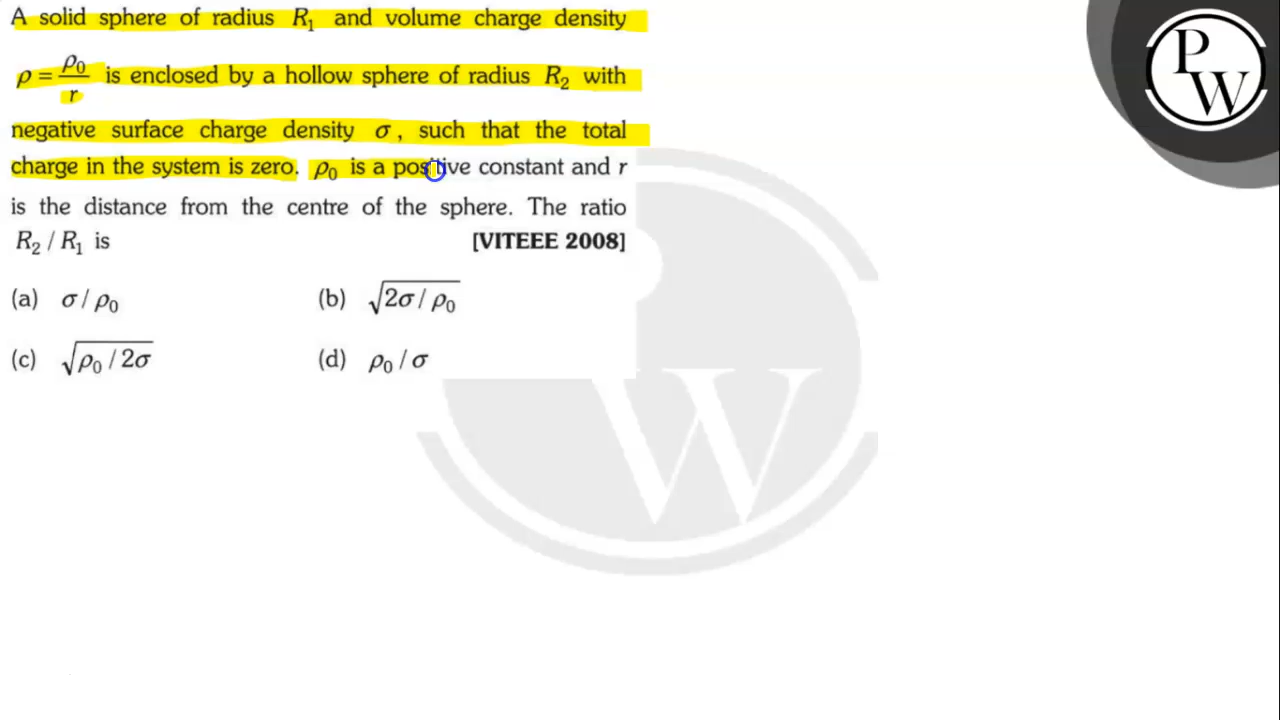 A solid sphere of radius R₁ and volume charge density
ρ = ρ₀/r is enclosed by a hollow sphere of radius R₂ with
negative surface charge density σ, such that the total
charge in the system is zero. ρ₀ is a positive constant and r
is the distance from the centre of the sphere. The ratio
R₂ / R₁ is [VITEEE 2008]
(a) σ / ρ₀ (b) √(2σ / ρ₀)
(c) √(ρ₀ / 2σ) (d) ρ₀ / σ
P
W
W